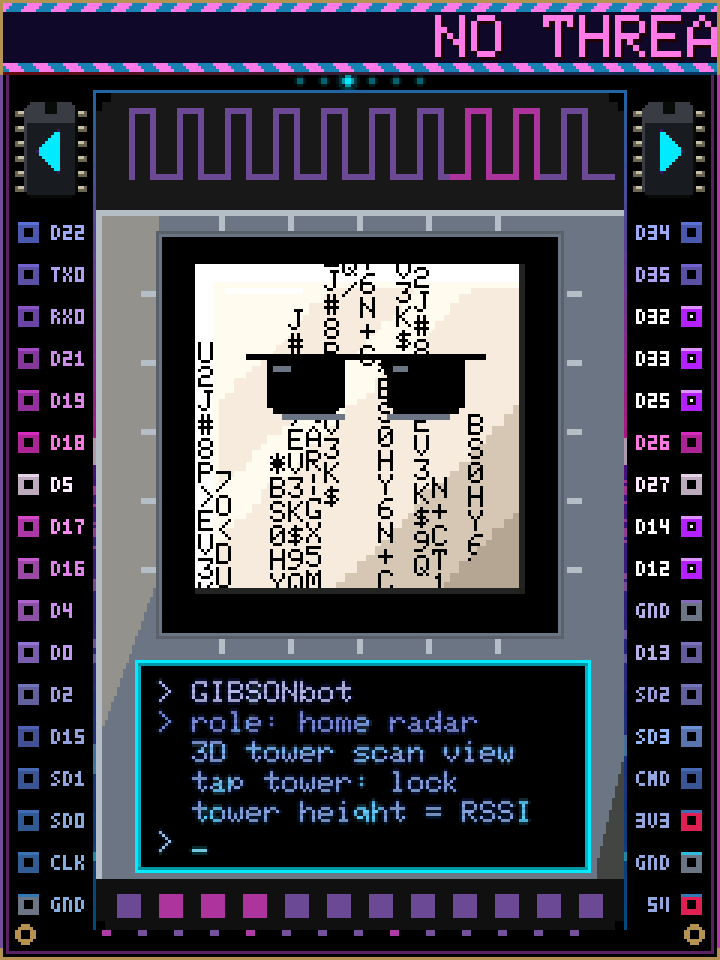 NO THREA
D22 D34
TX0 D35
RX0 D32
D21 D33
D19 D25
D18 D26
D5 D27
D17 D14
D16 D12
D4 GND
D0 D13
D2 SD2
D15 SD3
SD1 CMD
SD0 3V3
CLK GND
GND 5V
> GIBSONbot
> role: home radar
3D tower scan view
tap tower: lock
tower height = RSSI
> _